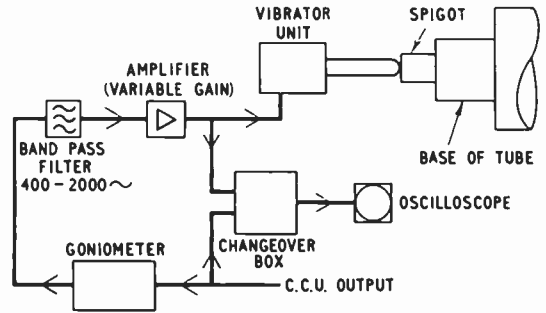 VIBRATOR
UNIT
SPIGOT
AMPLIFIER
(VARIABLE GAIN)
BAND PASS
FILTER
400-2000~
BASE OF TUBE
OSCILLOSCOPE
CHANGEOVER
BOX
GONIOMETER
C.C.U. OUTPUT